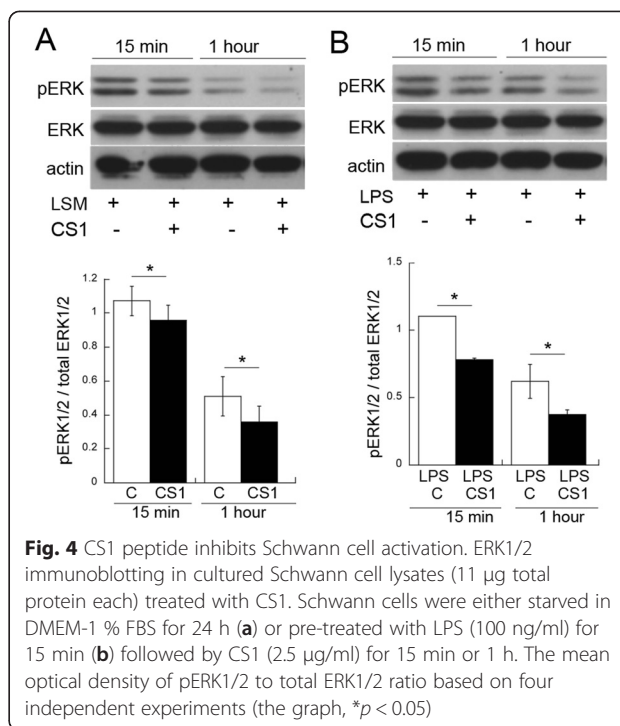 A
15 min
1 hour
pERK
ERK
actin
LSM + + + +
CS1 - + - +
pERK1/2 / total ERK1/2
1.2
1
0.8
0.6
0.4
0.2
0
*
*
C CS1 C CS1
15 min 1 hour
B
15 min
1 hour
pERK
ERK
actin
LPS + + + +
CS1 - + - +
pERK1/2 / total ERK1/2
1.5
1
0.5
0
*
*
LPS LPS LPS LPS
C CS1 C CS1
15 min 1 hour
Fig. 4 CS1 peptide inhibits Schwann cell activation. ERK1/2
immunoblotting in cultured Schwann cell lysates (11 μg total
protein each) treated with CS1. Schwann cells were either starved in
DMEM-1 % FBS for 24 h (a) or pre-treated with LPS (100 ng/ml) for
15 min (b) followed by CS1 (2.5 μg/ml) for 15 min or 1 h. The mean
optical density of pERK1/2 to total ERK1/2 ratio based on four
independent experiments (the graph, *p < 0.05)